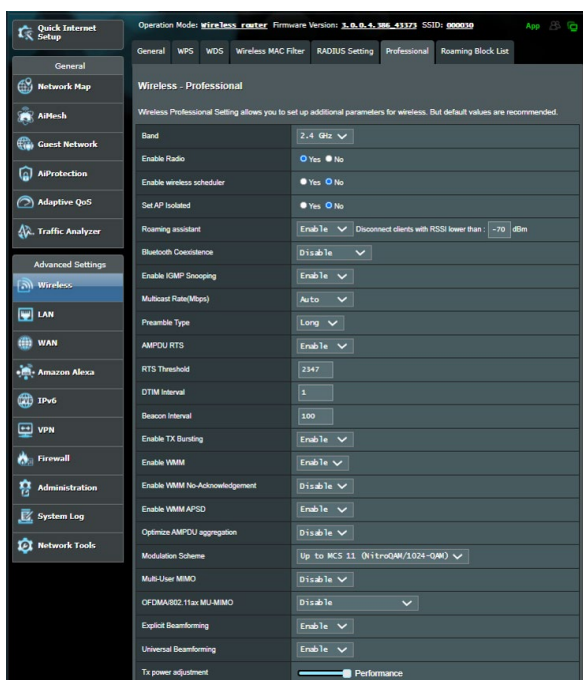 Quick Internet
Setup
Operation Mode: Wireless router Firmware Version: 3.0.0.4.386_43373 SSID: 000030
App
General WPS WDS Wireless MAC Filter RADIUS Setting Professional Roaming Block List
General
Network Map
AiMesh
Guest Network
AiProtection
Adaptive QoS
Traffic Analyzer
Advanced Settings
Wireless
LAN
WAN
Amazon Alexa
IPv6
VPN
Firewall
Administration
System Log
Network Tools
Wireless - Professional
Wireless Professional Setting allows you to set up additional parameters for wireless. But default values are recommended.
Band 2.4 GHz
Enable Radio Yes No
Enable wireless scheduler Yes No
Set AP Isolated Yes No
Roaming assistant Enable Disconnect clients with RSSI lower than : -70 dBm
Bluetooth Coexistence Disable
Enable IGMP Snooping Enable
Multicast Rate(Mbps) Auto
Preamble Type Long
AMPDU RTS Enable
RTS Threshold 2347
DTIM Interval 1
Beacon Interval 100
Enable TX Bursting Enable
Enable WMM Enable
Enable WMM No-Acknowledgement Disable
Enable WMM APSD Enable
Optimize AMPDU aggregation Disable
Modulation Scheme Up to MCS 11 (NitroQAM/1024-QAM)
Multi-User MIMO Disable
OFDMA/802.11ax MU-MIMO Disable
Explicit Beamforming Enable
Universal Beamforming Enable
Tx power adjustment Performance